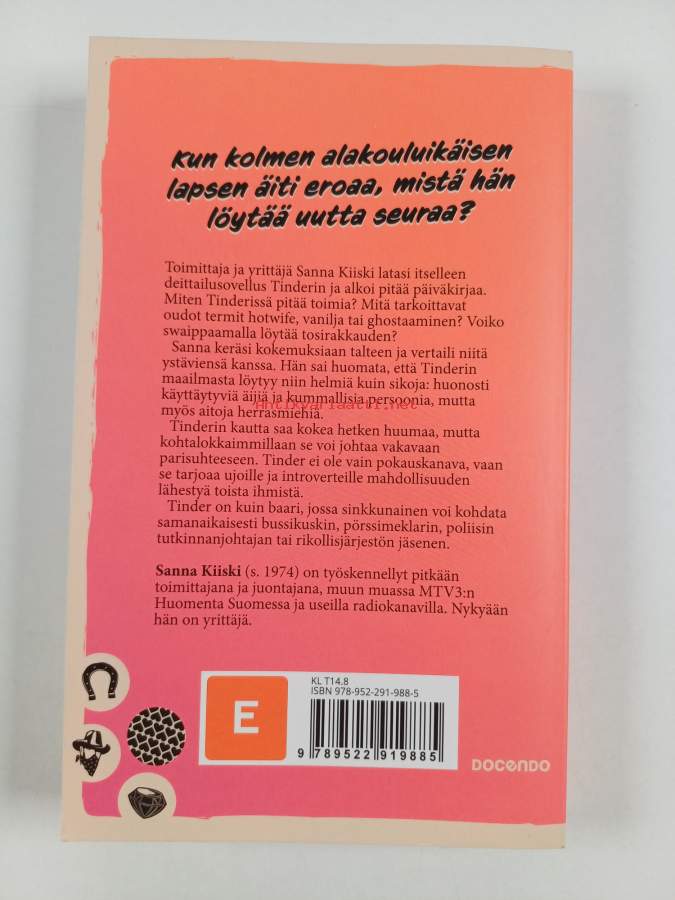 Kun kolmen alakouluikäisen
lapsen äiti eroaa, mistä hän
löytää uutta seuraa?
Toimittaja ja yrittäjä Sanna Kiiski latasi itselleen
deittailusovellus Tinderin ja alkoi pitää päiväkirjaa.
Miten Tinderissä pitää toimia? Mitä tarkoittavat
oudot termit hotwife, vanilja tai ghostaaminen? Voiko
swaippaamalla löytää tosirakkauden?
Sanna keräsi kokemuksiaan talteen ja vertaili niitä
ystäviensä kanssa. Hän sai huomata, että Tinderin
maailmasta löytyy niin helmiä kuin sikoja: huonosti
käyttäytyviä äijiä ja kummallisia persoonia, mutta
Antikvariaatti.net
myös aitoja herrasmiehiä.
Tinderin kautta saa kokea hetken huumaa, mutta
kohtalokkaimmillaan se voi johtaa vakavaan
parisuhteeseen. Tinder ei ole vain pokauskanava, vaan
se tarjoaa ujoille ja introverteille mahdollisuuden
lähestyä toista ihmistä.
Tinder on kuin baari, jossa sinkkunainen voi kohdata
samanaikaisesti bussikuskin, pörssimeklarin, poliisin
tutkinnanjohtajan tai rikollisjärjestön jäsenen.
Sanna Kiiski (s. 1974) on työskennellyt pitkään
toimittajana ja juontajana, muun muassa MTV3:n
Huomenta Suomessa ja useilla radiokanavilla. Nykyään
hän on yrittäjä.
E
KL T14.8
ISBN 978-952-291-988-5
9 789522 919885
DOCENDO